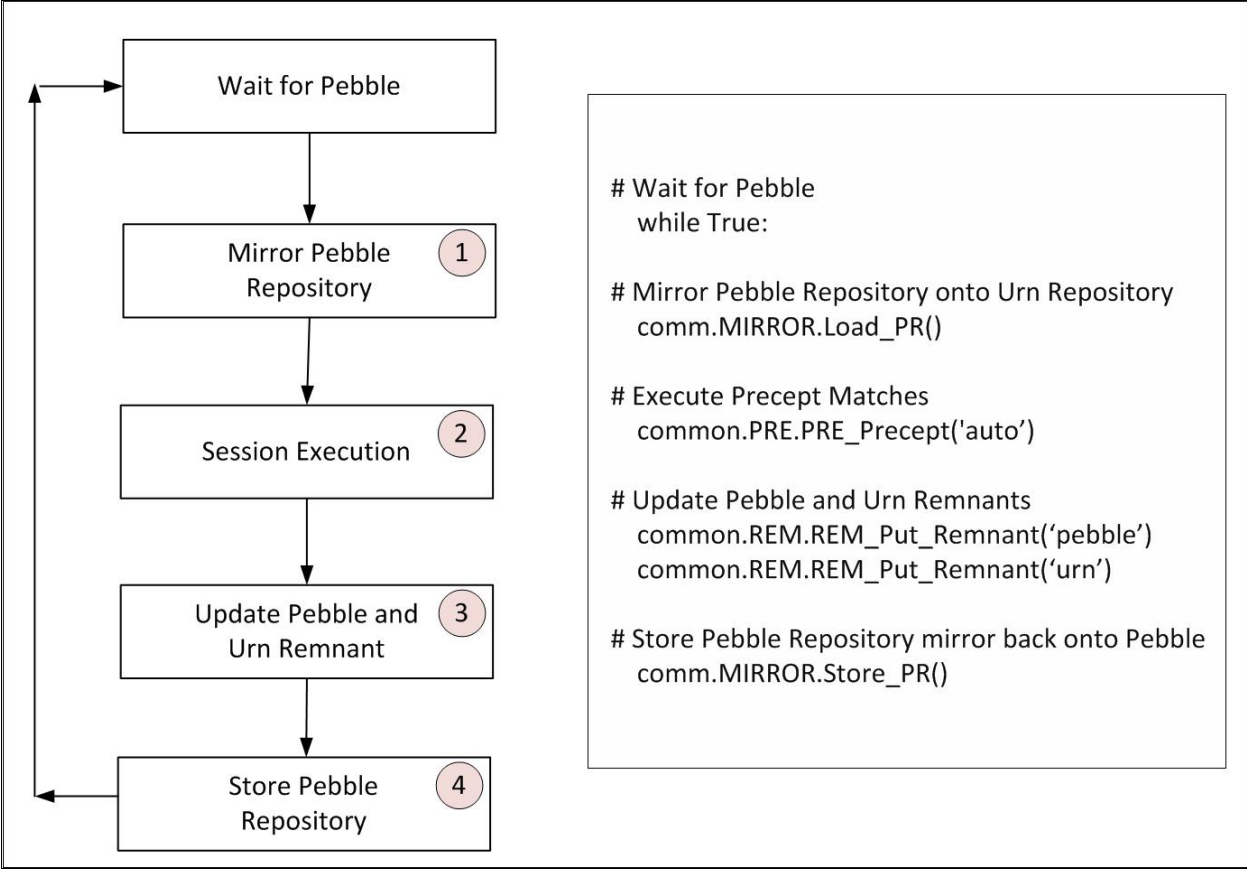 Wait for Pebble
Mirror Pebble
Repository
1
Session Execution
2
Update Pebble and
Urn Remnant
3
Store Pebble
Repository
4
# Wait for Pebble
while True:
# Mirror Pebble Repository onto Urn Repository
comm.MIRROR.Load_PR()
# Execute Precept Matches
common.PRE.PRE_Precept('auto’)
# Update Pebble and Urn Remnants
common.REM.REM_Put_Remnant(‘pebble’)
common.REM.REM_Put_Remnant(‘urn’)
# Store Pebble Repository mirror back onto Pebble
comm.MIRROR.Store_PR()